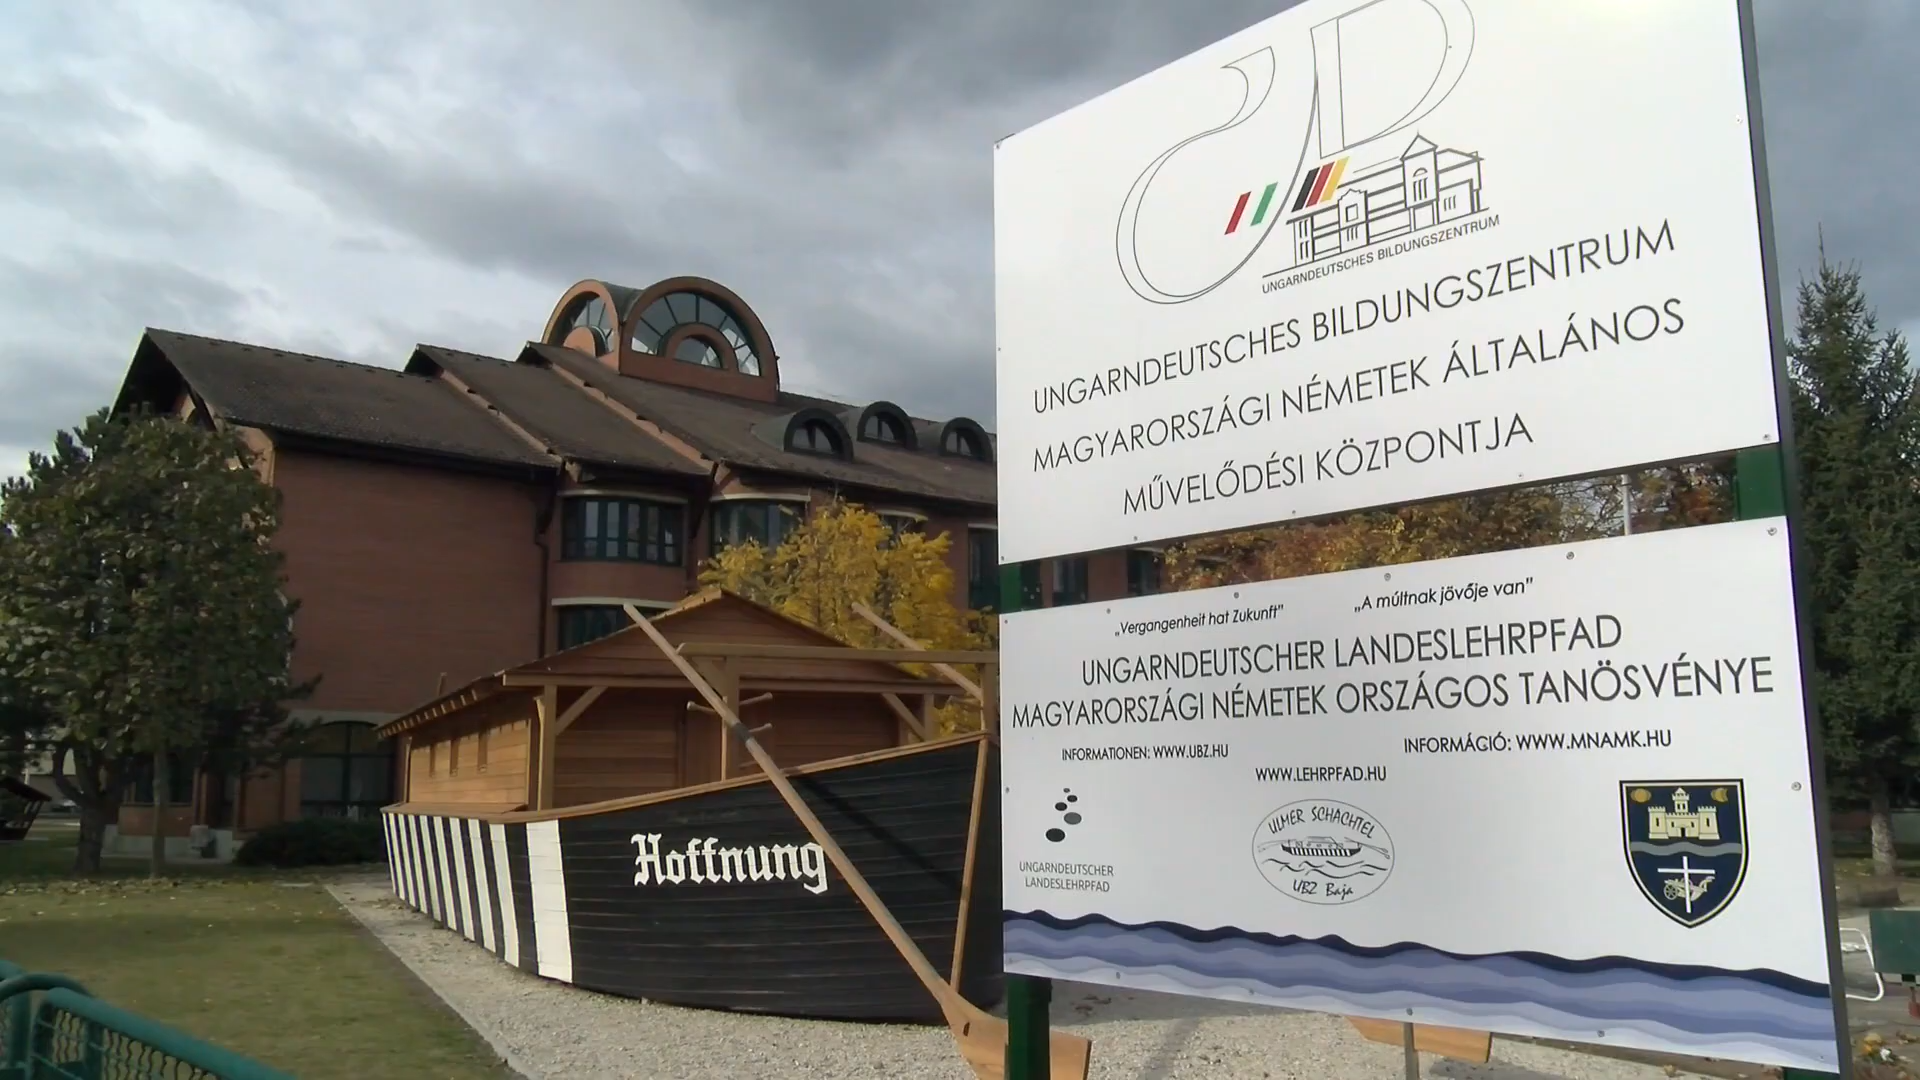 UD
UNGARNDEUTSCHES BILDUNGSZENTRUM
UNGARNDEUTSCHES BILDUNGSZENTRUM
MAGYARORSZÁGI NÉMETEK ÁLTALÁNOS
MŰVELŐDÉSI KÖZPONTJA
„Vergangenheit hat Zukunft” „A múltnak jövője van”
UNGARNDEUTSCHER LANDESLEHRPFAD
MAGYARORSZÁGI NÉMETEK ORSZÁGOS TANÖSVÉNYE
INFORMATIONEN: WWW.UBZ.HU INFORMÁCIÓ: WWW.MNAMK.HU
WWW.LEHRPFAD.HU
UNGARNDEUTSCHER
LANDESLEHRPFAD
ULMER SCHACHTEL
UBZ Baja
Hoffnung